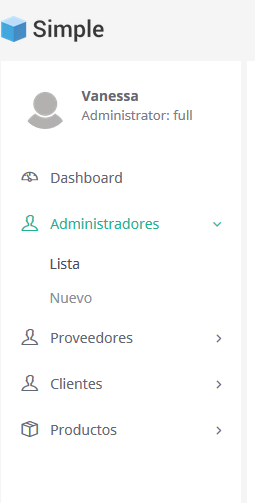 Simple
Vanessa
Administrator: full
Dashboard
Administradores
Lista
Nuevo
Proveedores
Clientes
Productos